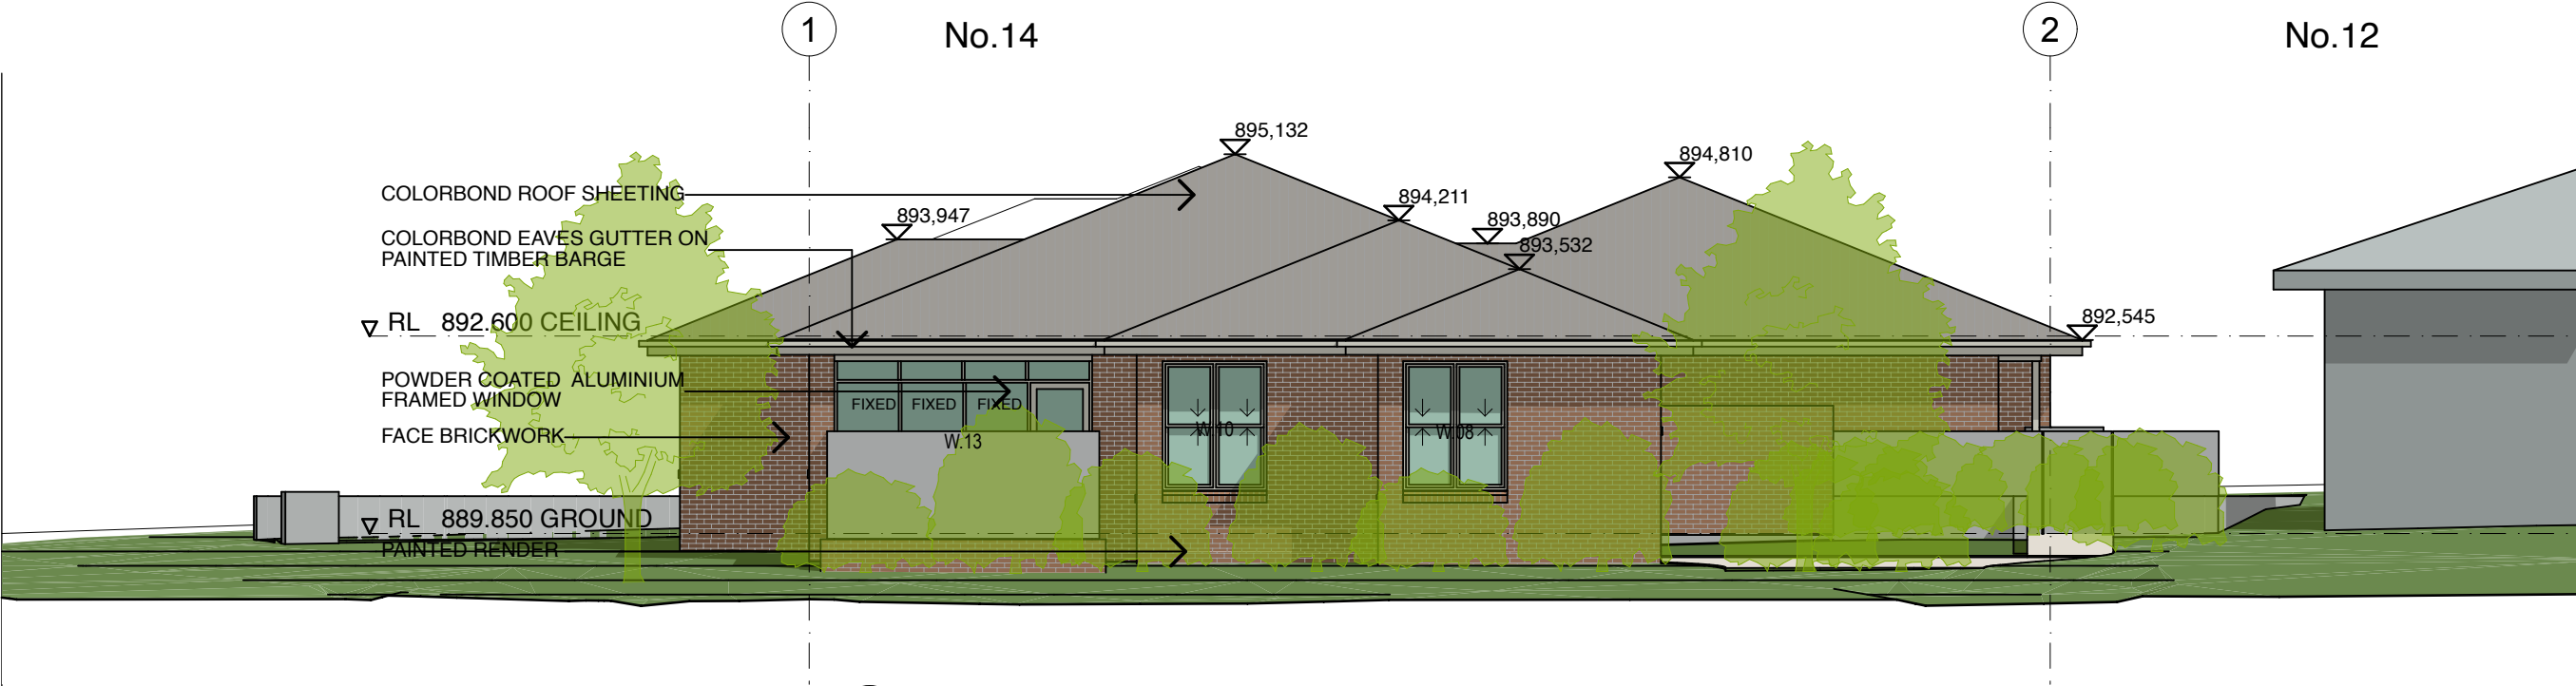 1
No.14
2
No.12
895,132
894,810
COLORBOND ROOF SHEETING
894,211
893,947
893,890
COLORBOND EAVES GUTTER ON
PAINTED TIMBER BARGE
893,532
RL 892.600 CEILING
892,545
POWDER COATED ALUMINIUM
FRAMED WINDOW
FIXED FIXED FIXED
FACE BRICKWORK
W.13
W.10
W.08
RL 889.850 GROUND
PAINTED RENDER